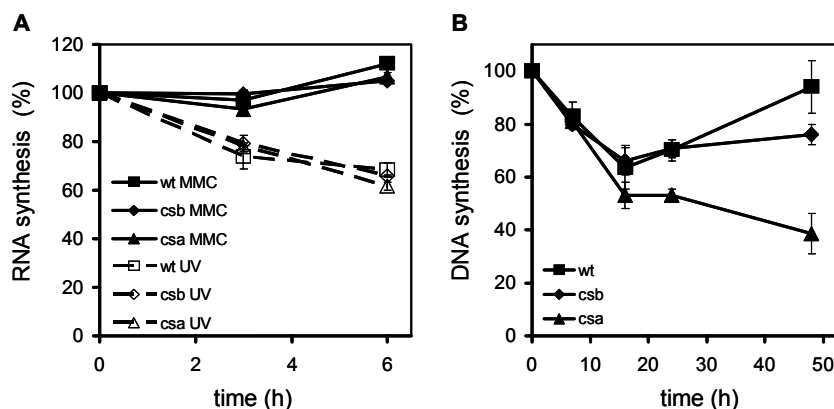 A
RNA synthesis (%)
120
100
80
60
40
20
0
wt MMC
csb MMC
csa MMC
wt UV
csb UV
csa UV
0 2 4 6
time (h)
B
DNA synthesis (%)
100
80
60
40
20
0
wt
csb
csa
0 10 20 30 40 50
time (h)